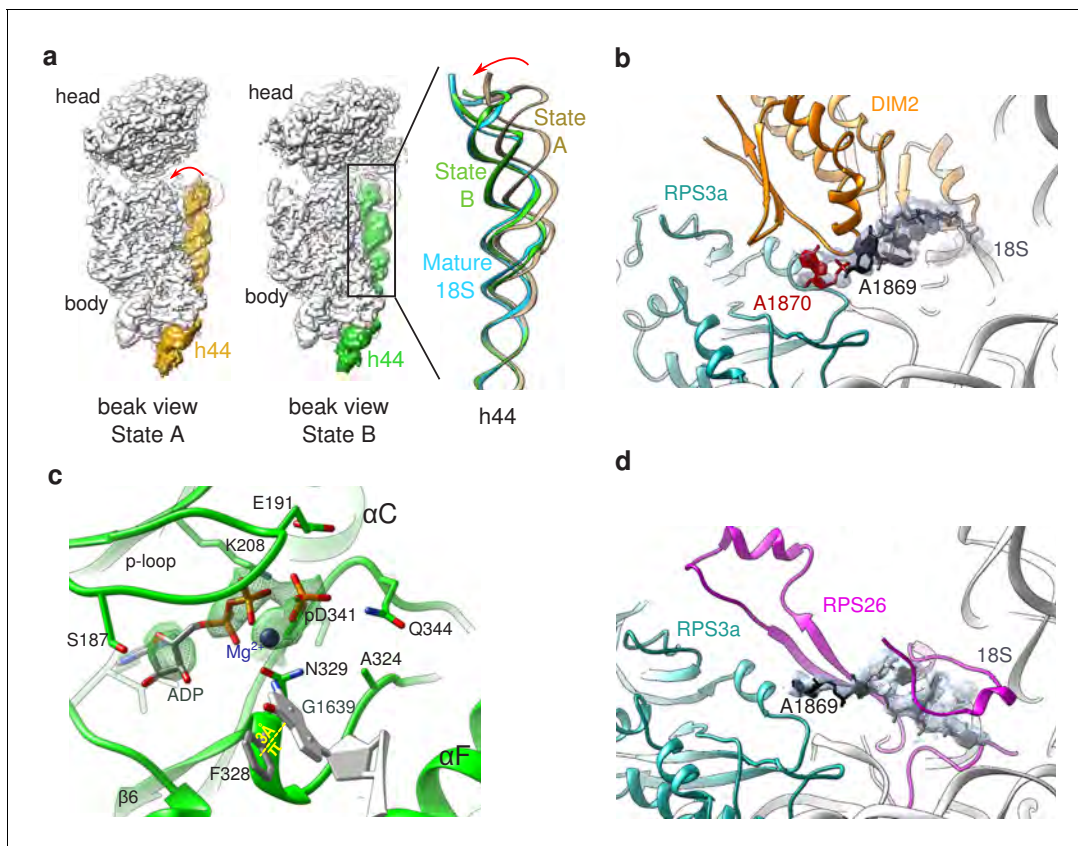 a
head
head
State
A
State
B
Mature
18S
body
body
h44
h44
beak view
State A
beak view
State B
h44
b
DIM2
RPS3a
18S
A1869
A1870
c
E191
αC
K208
p-loop
pD341
S187
Q344
Mg2+
N329
A324
ADP
G1639
3Å
π
F328
αF
β6
d
RPS26
RPS3a
18S
A1869